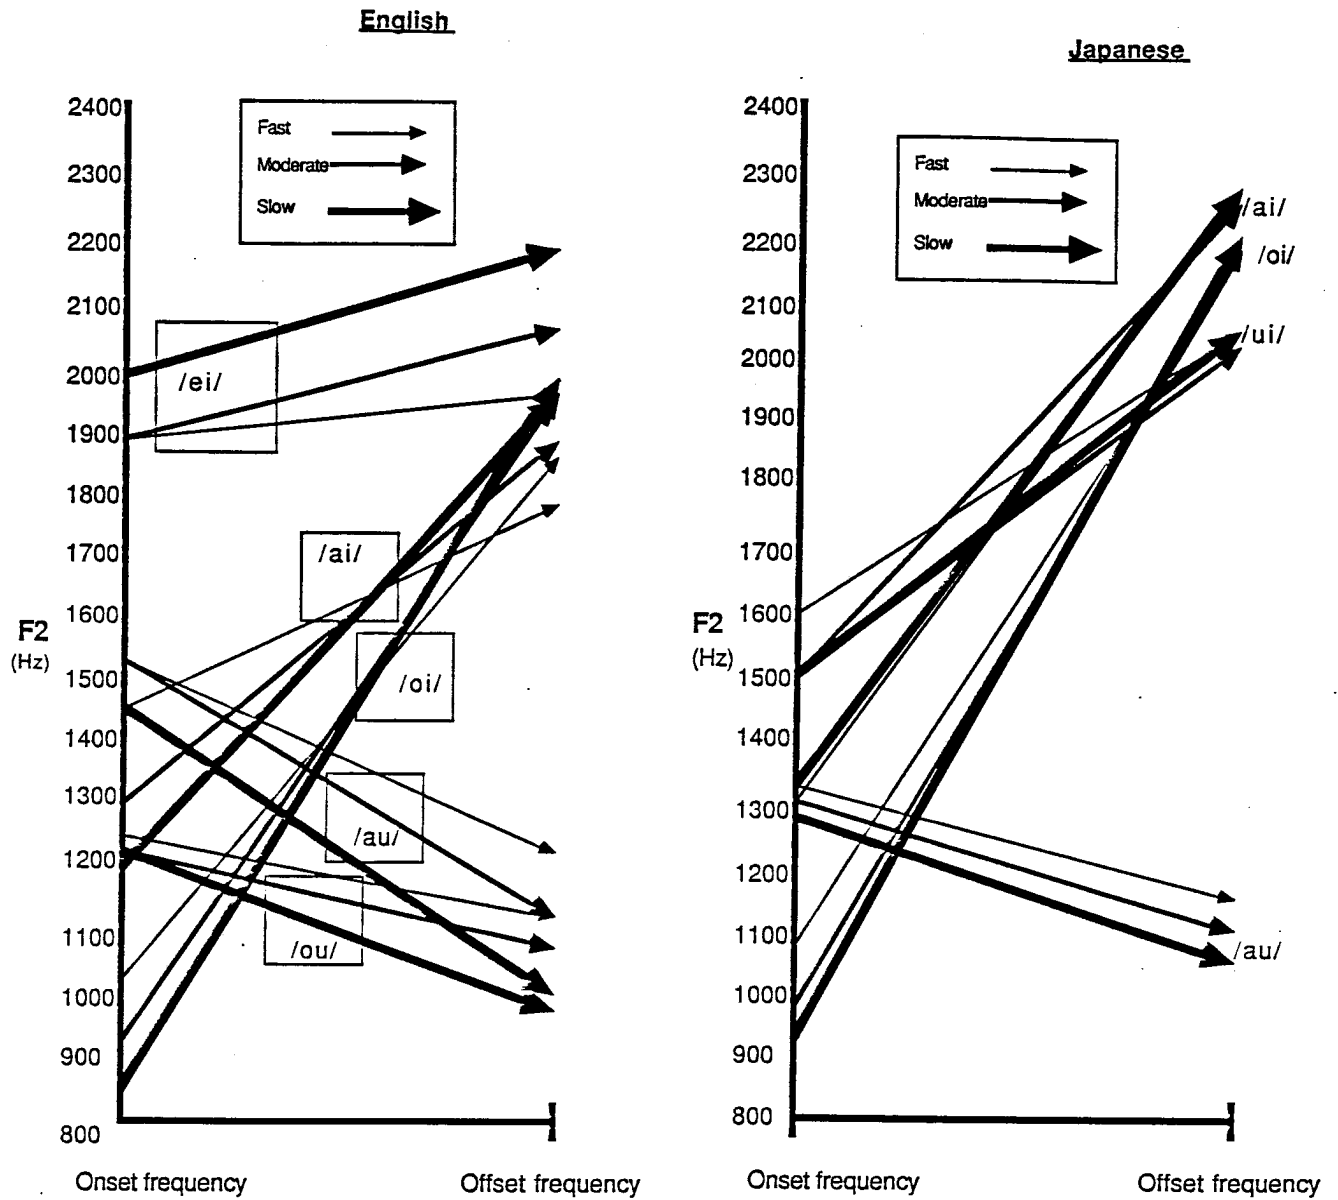 English
2400
2300
2200
2100
2000
1900
1800
1700
1600
1500
1400
1300
1200
1100
1000
900
800
F2
(Hz)
Fast
Moderate
Slow
/ei/
/ai/
/oi/
/au/
/ou/
Onset frequency
Offset frequency
Japanese
2400
2300
2200
2100
2000
1900
1800
1700
1600
1500
1400
1300
1200
1100
1000
900
800
F2
(Hz)
Fast
Moderate
Slow
/ai/
/oi/
/ui/
/au/
Onset frequency
Offset frequency